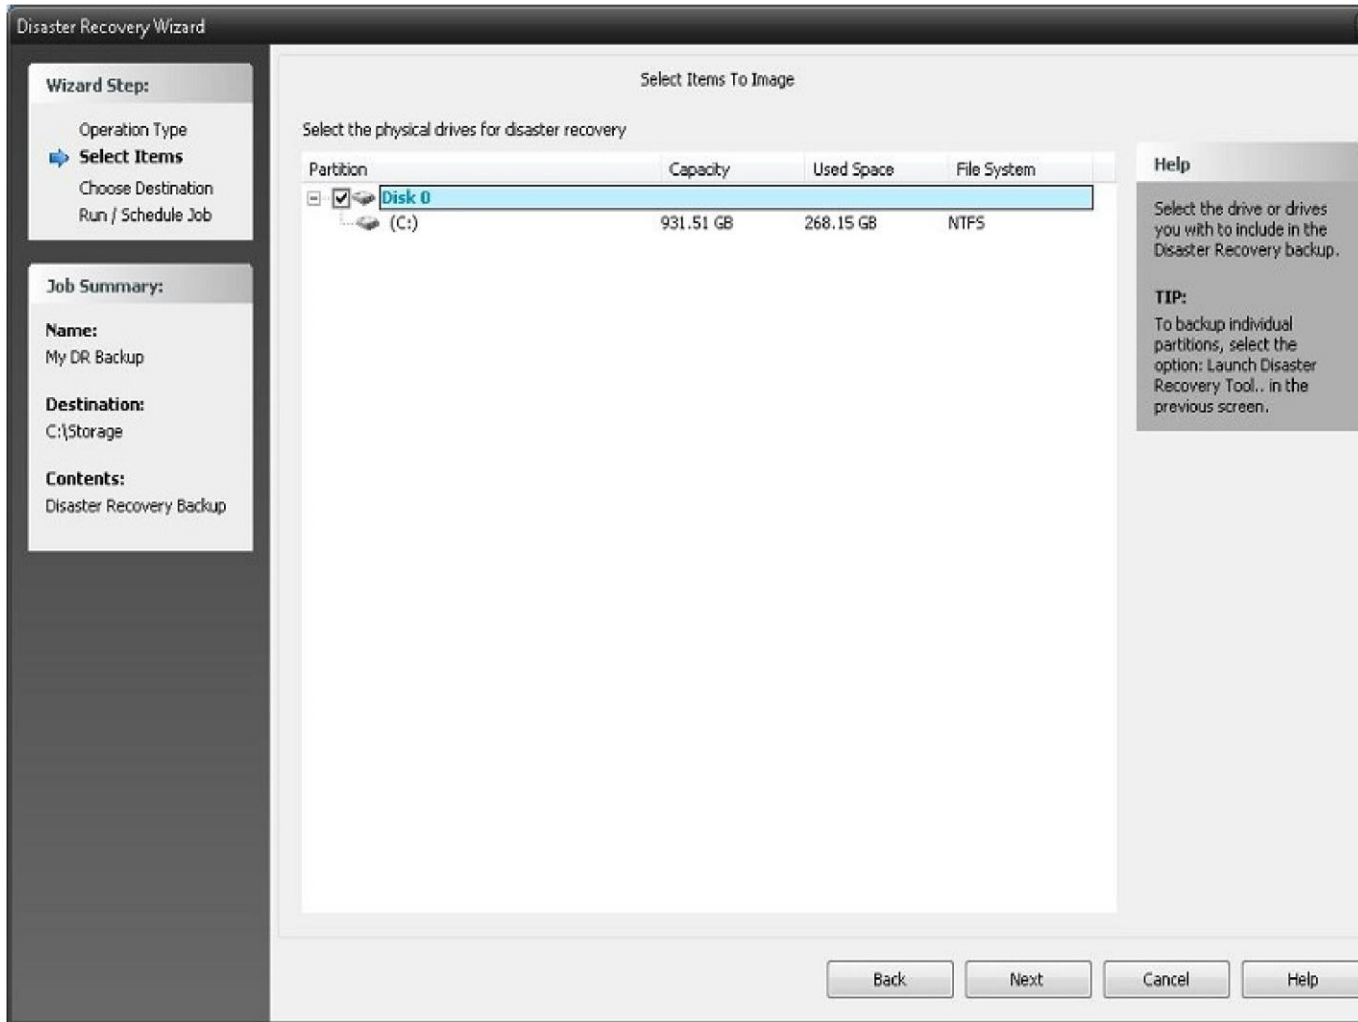 Disaster Recovery Wizard
Wizard Step:
Operation Type
Select Items
Choose Destination
Run / Schedule Job
Job Summary:
Name:
My DR Backup
Destination:
C:\Storage
Contents:
Disaster Recovery Backup
Select Items To Image
Select the physical drives for disaster recovery
Partition Capacity Used Space File System
Disk 0
(C:) 931.51 GB 268.15 GB NTFS
Help
Select the drive or drives
you with to include in the
Disaster Recovery backup.
TIP:
To backup individual
partitions, select the
option: Launch Disaster
Recovery Tool.. in the
previous screen.
Back Next Cancel Help